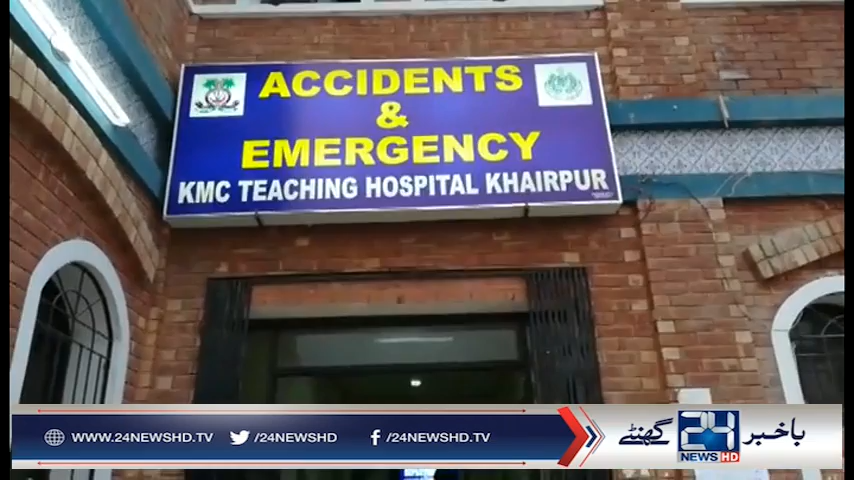 ACCIDENTS
&
EMERGENCY
KMC TEACHING HOSPITAL KHAIRPUR
WWW.24NEWSHD.TV /24NEWSHD /24NEWSHD.TV باخبر 24 گھنٹے
NEWS HD